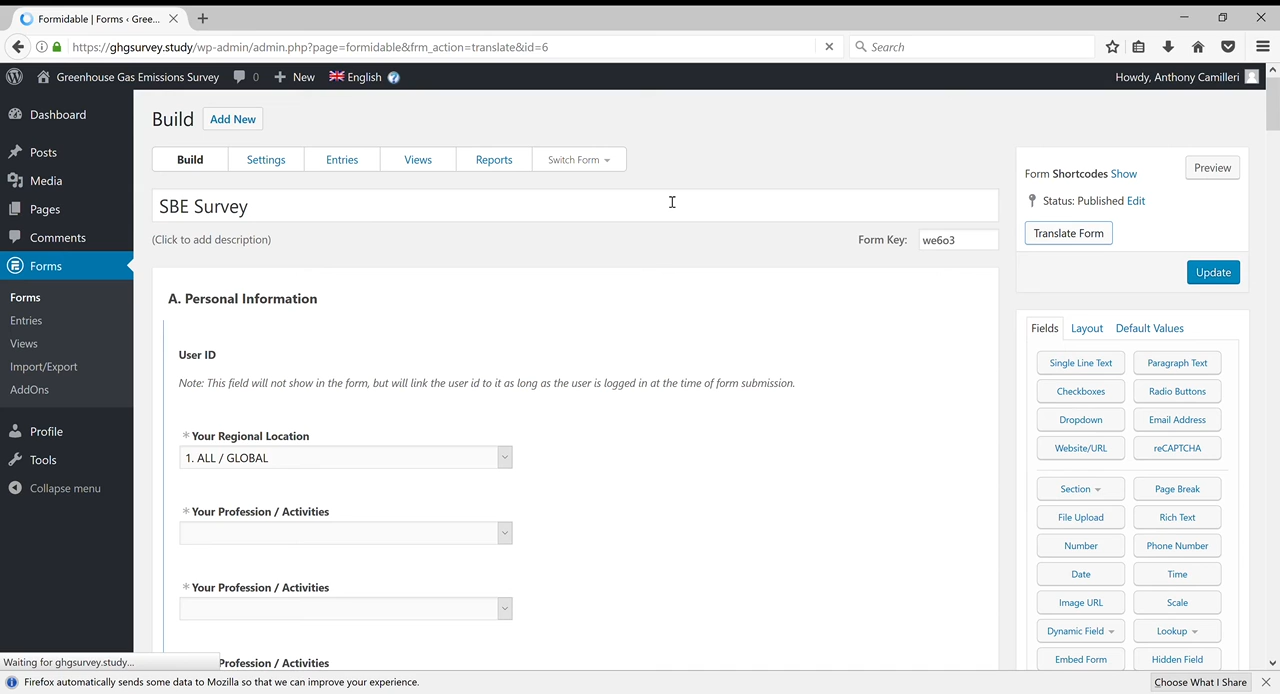 Formidable | Forms ‹ Gree...
https://ghgsurvey.study/wp-admin/admin.php?page=formidable&frm_action=translate&id=6
Search
Greenhouse Gas Emissions Survey
0
New
English
Howdy, Anthony Camilleri
Dashboard
Posts
Media
Pages
Comments
Forms
Forms
Entries
Views
Import/Export
AddOns
Profile
Tools
Collapse menu
Build
Add New
Build
Settings
Entries
Views
Reports
Switch Form
SBE Survey
(Click to add description)
Form Key:
we6o3
A. Personal Information
User ID
Note: This field will not show in the form, but will link the user id to it as long as the user is logged in at the time of form submission.
*Your Regional Location
1. ALL / GLOBAL
*Your Profession / Activities
*Your Profession / Activities
Profession / Activities
Form Shortcodes Show
Preview
Status: Published Edit
Translate Form
Update
Fields
Layout
Default Values
Single Line Text
Paragraph Text
Checkboxes
Radio Buttons
Dropdown
Email Address
Website/URL
reCAPTCHA
Section
Page Break
File Upload
Rich Text
Number
Phone Number
Date
Time
Image URL
Scale
Dynamic Field
Lookup
Embed Form
Hidden Field
Waiting for ghgsurvey.study...
Firefox automatically sends some data to Mozilla so that we can improve your experience.
Choose What I Share